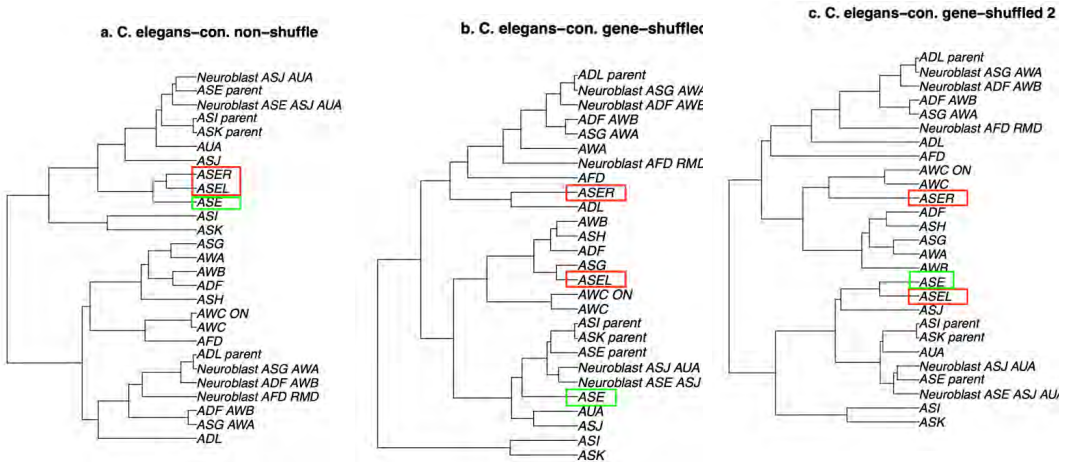 a. C. elegans-con. non-shuffle
Neuroblast ASJ AUA
ASE parent
Neuroblast ASE ASJ AUA
ASI parent
ASK parent
AUA
ASJ
ASER
ASEL
ASE
ASI
ASK
ASG
AWA
AWB
ADF
ASH
AWC ON
AWC
AFD
ADL parent
Neuroblast ASG AWA
Neuroblast ADF AWB
Neuroblast AFD RMD
ADF AWB
ASG AWA
ADL
b. C. elegans-con. gene-shuffled
ADL parent
Neuroblast ASG AWA
Neuroblast ADF AWB
ADF AWB
ASG AWA
AWA
Neuroblast AFD RMD
AFD
ASER
ADL
AWB
ASH
ADF
ASG
ASEL
AWC ON
AWC
ASI parent
ASK parent
ASE parent
Neuroblast ASJ AUA
Neuroblast ASE ASJ
ASE
AUA
ASJ
ASI
ASK
c. C. elegans-con. gene-shuffled 2
ADL parent
Neuroblast ASG AWA
Neuroblast ADF AWB
ADF AWB
ASG AWA
Neuroblast AFD RMD
ADL
AFD
AWC ON
AWC
ASER
ADF
ASH
ASG
AWA
AWB
ASE
ASEL
ASJ
ASI parent
ASK parent
AUA
Neuroblast ASJ AUA
ASE parent
Neuroblast ASE ASJ AUA
ASI
ASK